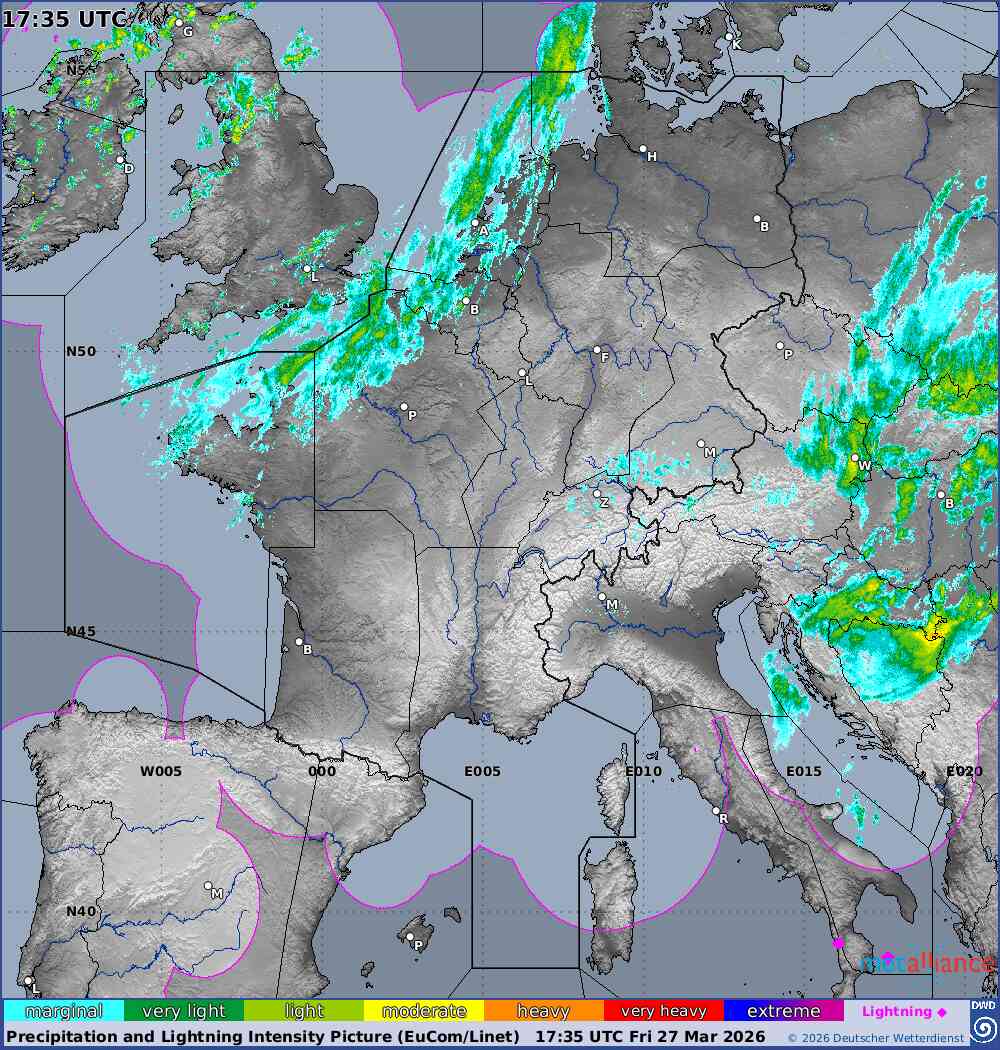 17:35 UTC
G
K
N55
D
H
A
B
L
B
N50
P
F
L
P
M
W
Z
B
M
N45
B
W005
000
E005
E010
E015
E020
R
M
N40
P
L
metalliance
marginal very light light moderate heavy very heavy extreme Lightning ◆
DWD
Precipitation and Lightning Intensity Picture (EuCom/Linet) 17:35 UTC Fri 27 Mar 2026 © 2026 Deutscher Wetterdienst